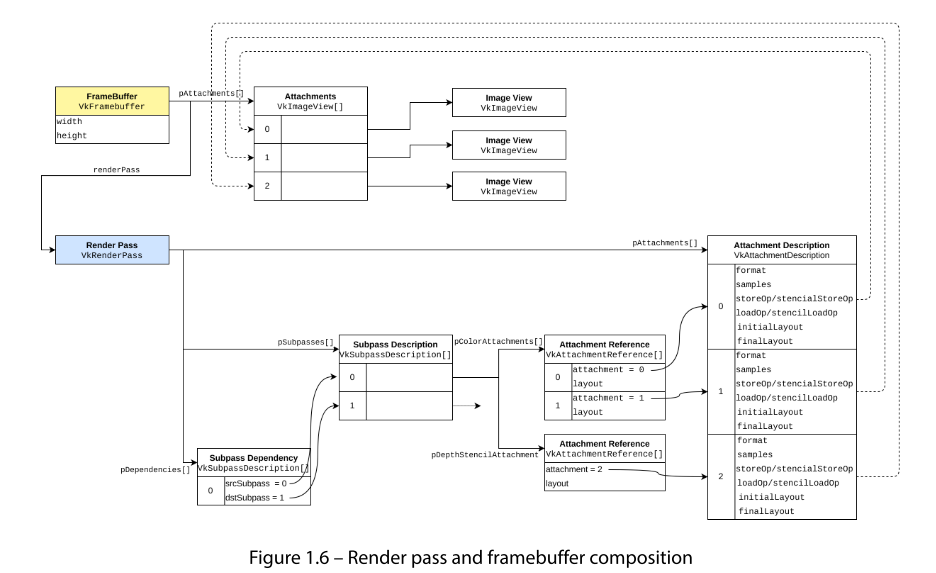 FrameBuffer
VkFramebuffer
width
height
pAttachments[]
Attachments
VkImageView[]
0
1
2
Image View
VkImageView
Image View
VkImageView
Image View
VkImageView
renderPass
Render Pass
VkRenderPass
pAttachments[]
Attachment Description
VkAttachmentDescription
0
format
samples
storeOp/stencialStoreOp
loadOp/stencilLoadOp
initialLayout
finalLayout
1
format
samples
storeOp/stencialStoreOp
loadOp/stencilLoadOp
initialLayout
finalLayout
2
format
samples
storeOp/stencialStoreOp
loadOp/stencilLoadOp
initialLayout
finalLayout
pSubpasses[]
Subpass Description
VkSubpassDescription[]
0
1
pColorAttachments[]
Attachment Reference
VkAttachmentReference[]
0
attachment = 0
layout
1
attachment = 1
layout
pDepthStencilAttachment
Attachment Reference
VkAttachmentReference[]
attachment = 2
layout
pDependencies[]
Subpass Dependency
VkSubpassDescription[]
0
srcSubpass = 0
dstSubpass = 1
Figure 1.6 – Render pass and framebuffer composition